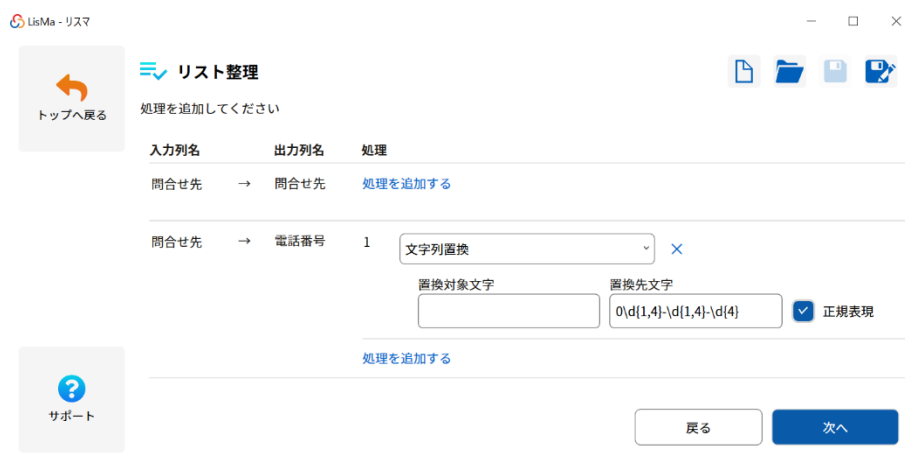 LisMa - リスマ
トップへ戻る
リスト整理
処理を追加してください
入力列名 出力列名 処理
問合せ先 → 問合せ先 処理を追加する
問合せ先 → 電話番号 1 文字列置換
置換対象文字 置換先文字
0\d{1,4}-\d{1,4}-\d{4} 正規表現
処理を追加する
サポート
戻る 次へ